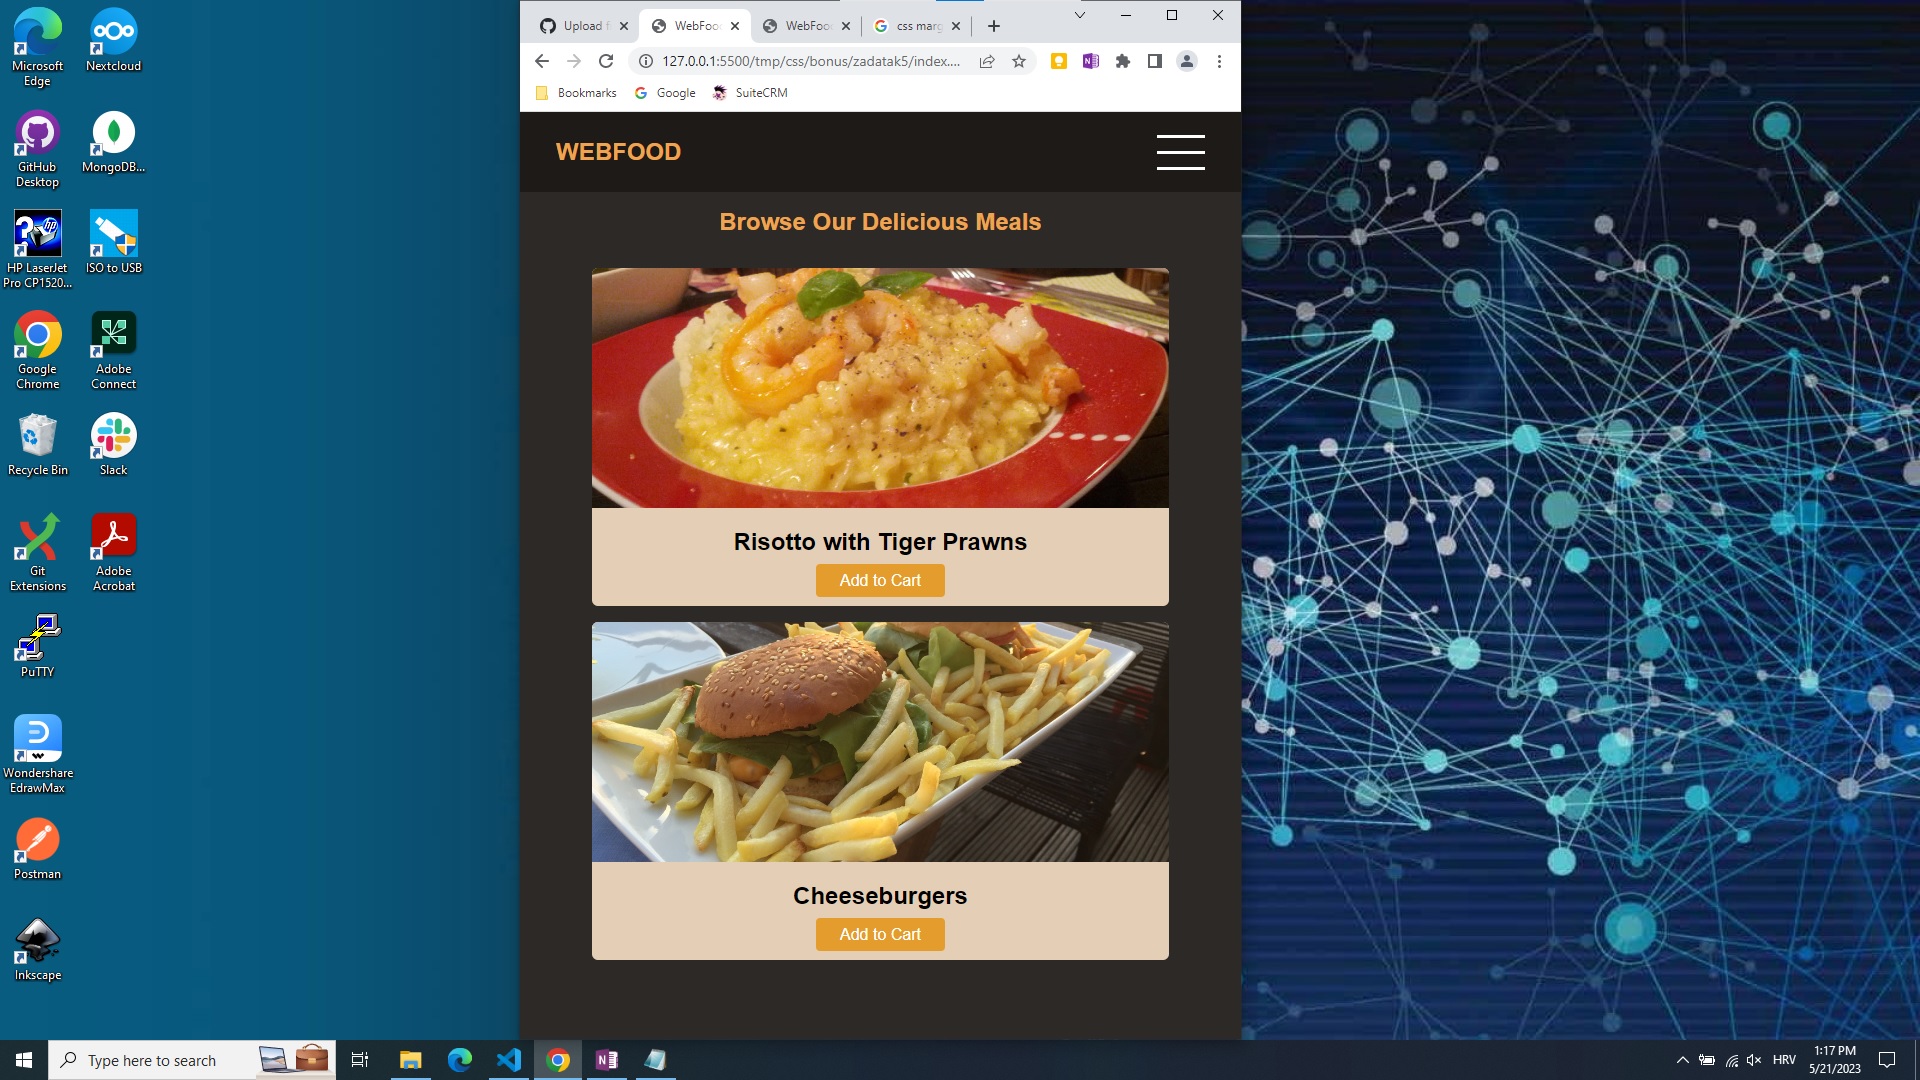 Microsoft
Edge
Nextcloud
GitHub
Desktop
MongoDB...
HP LaserJet
Pro CP1520...
ISO to USB
Google
Chrome
Adobe
Connect
Recycle Bin
Slack
Git
Extensions
Adobe
Acrobat
PuTTY
Wondershare
EdrawMax
Postman
Inkscape
Upload f
WebFoo
WebFoo
css marg
127.0.0.1:5500/tmp/css/bonus/zadatak5/index....
Bookmarks
Google
SuiteCRM
WEBFOOD
Browse Our Delicious Meals
Risotto with Tiger Prawns
Add to Cart
Cheeseburgers
Add to Cart
Type here to search
HRV
1:17 PM
5/21/2023